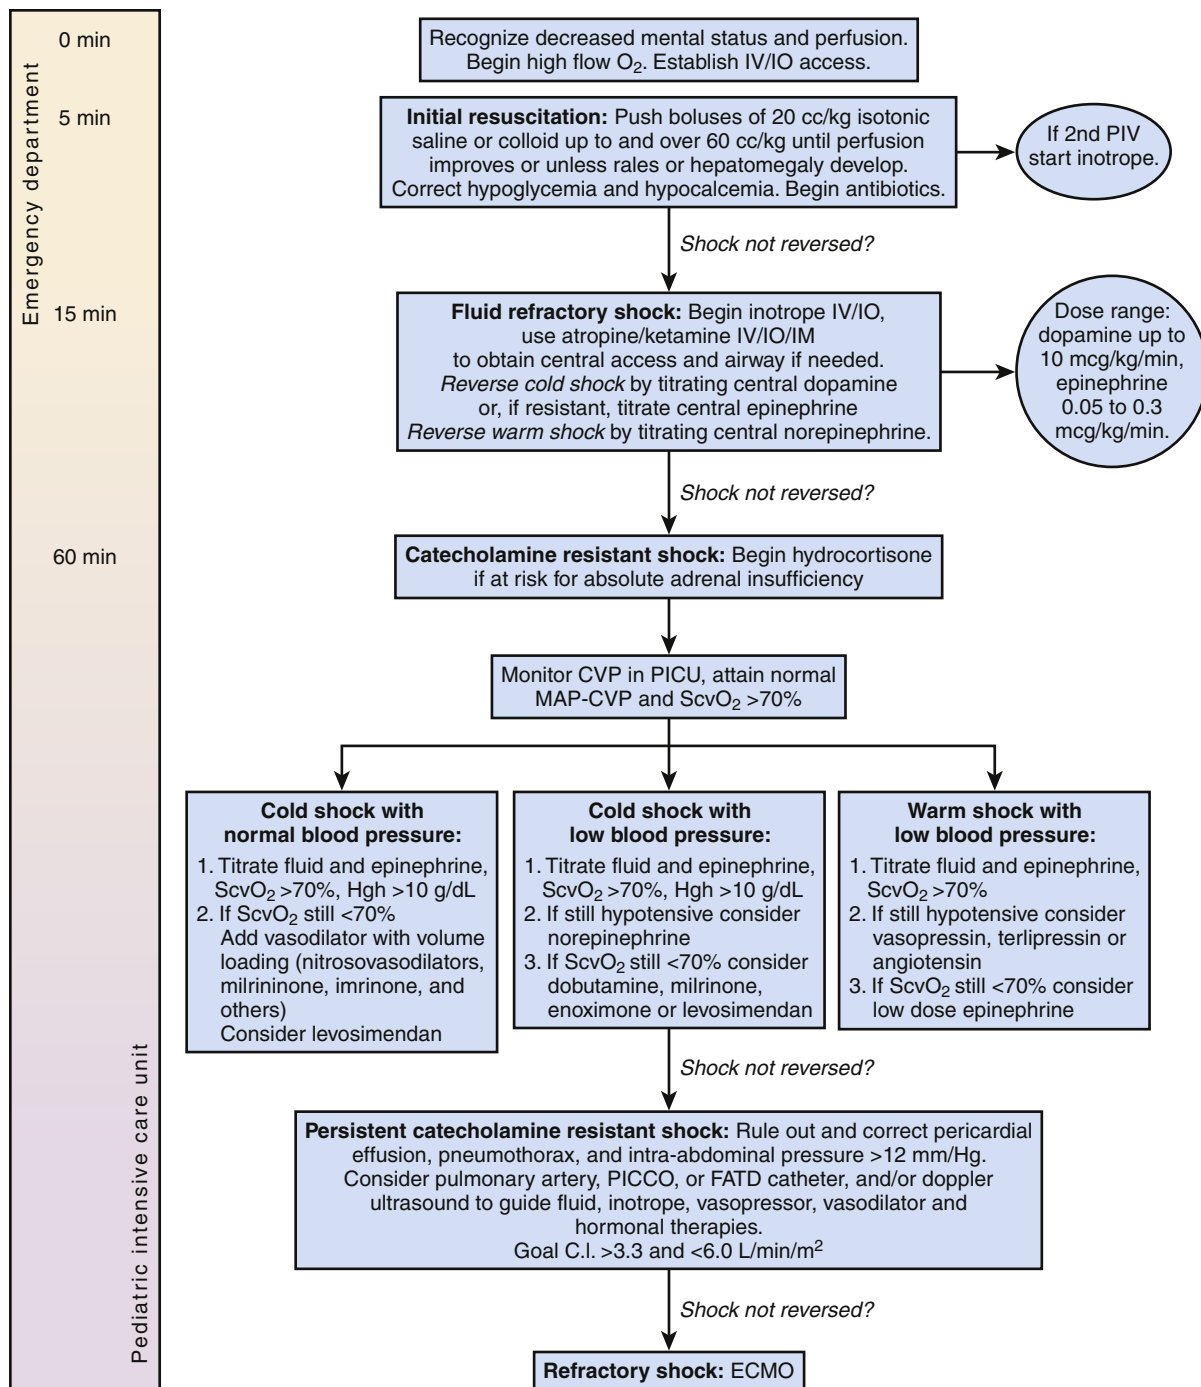 Emergency department
0 min
5 min
15 min
60 min
Pediatric intensive care unit
Recognize decreased mental status and perfusion.
Begin high flow O₂. Establish IV/IO access.
Initial resuscitation: Push boluses of 20 cc/kg isotonic
saline or colloid up to and over 60 cc/kg until perfusion
improves or unless rales or hepatomegaly develop.
Correct hypoglycemia and hypocalcemia. Begin antibiotics.
If 2nd PIV
start inotrope.
Shock not reversed?
Fluid refractory shock: Begin inotrope IV/IO,
use atropine/ketamine IV/IO/IM
to obtain central access and airway if needed.
Reverse cold shock by titrating central dopamine
or, if resistant, titrate central epinephrine
Reverse warm shock by titrating central norepinephrine.
Dose range:
dopamine up to
10 mcg/kg/min,
epinephrine
0.05 to 0.3
mcg/kg/min.
Shock not reversed?
Catecholamine resistant shock: Begin hydrocortisone
if at risk for absolute adrenal insufficiency
Monitor CVP in PICU, attain normal
MAP-CVP and ScvO₂ >70%
Cold shock with
normal blood pressure:
1. Titrate fluid and epinephrine,
ScvO₂ >70%, Hgh >10 g/dL
2. If ScvO₂ still <70%
Add vasodilator with volume
loading (nitrosovasodilators,
milrininone, imrinone, and
others)
Consider levosimendan
Cold shock with
low blood pressure:
1. Titrate fluid and epinephrine,
ScvO₂ >70%, Hgh >10 g/dL
2. If still hypotensive consider
norepinephrine
3. If ScvO₂ still <70% consider
dobutamine, milrinone,
enoximone or levosimendan
Warm shock with
low blood pressure:
1. Titrate fluid and epinephrine,
ScvO₂ >70%
2. If still hypotensive consider
vasopressin, terlipressin or
angiotensin
3. If ScvO₂ still <70% consider
low dose epinephrine
Shock not reversed?
Persistent catecholamine resistant shock: Rule out and correct pericardial
effusion, pneumothorax, and intra-abdominal pressure >12 mm/Hg.
Consider pulmonary artery, PICCO, or FATD catheter, and/or doppler
ultrasound to guide fluid, inotrope, vasopressor, vasodilator and
hormonal therapies.
Goal C.I. >3.3 and <6.0 L/min/m²
Shock not reversed?
Refractory shock: ECMO